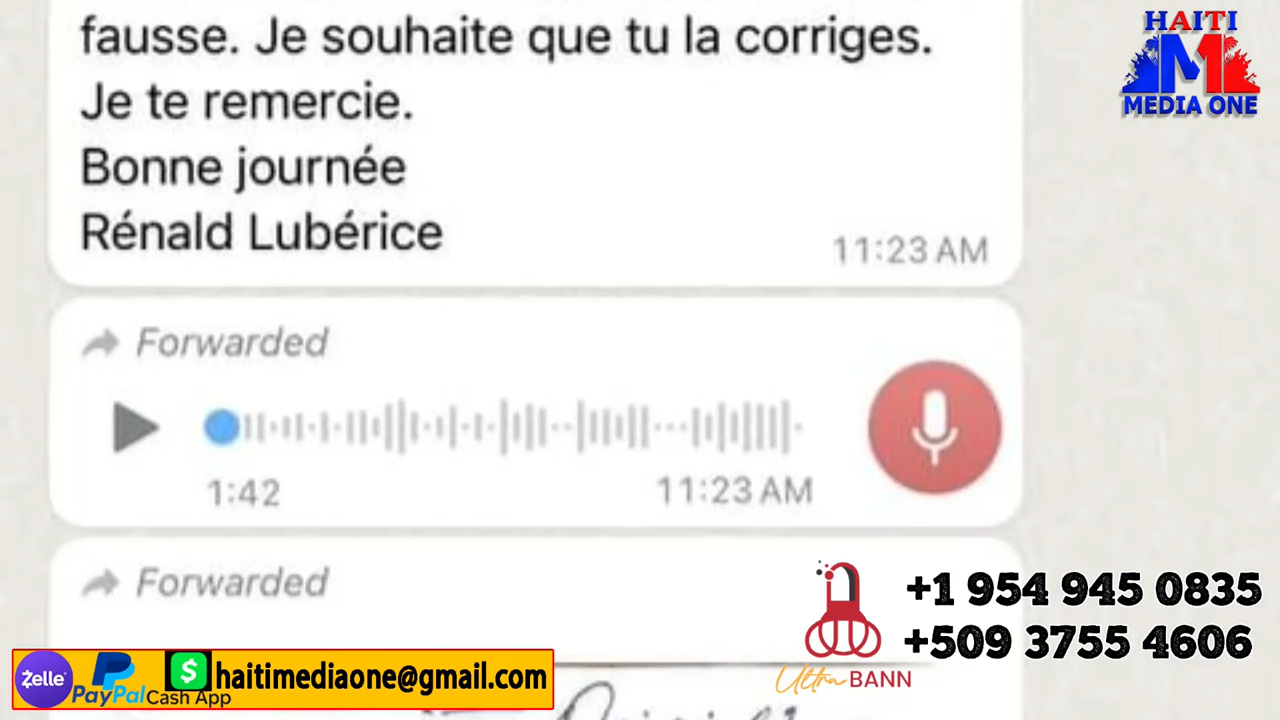 fausse. Je souhaite que tu la corriges.
Je te remercie.
Bonne journée
Rénald Lubérice
11:23 AM
HAITI
M
MEDIA ONE
Forwarded
1:42
11:23 AM
Forwarded
+1 954 945 0835
+509 3755 4606
Ultra BANN
Zelle
PayPal
$
Cash App
haitimediaone@gmail.com